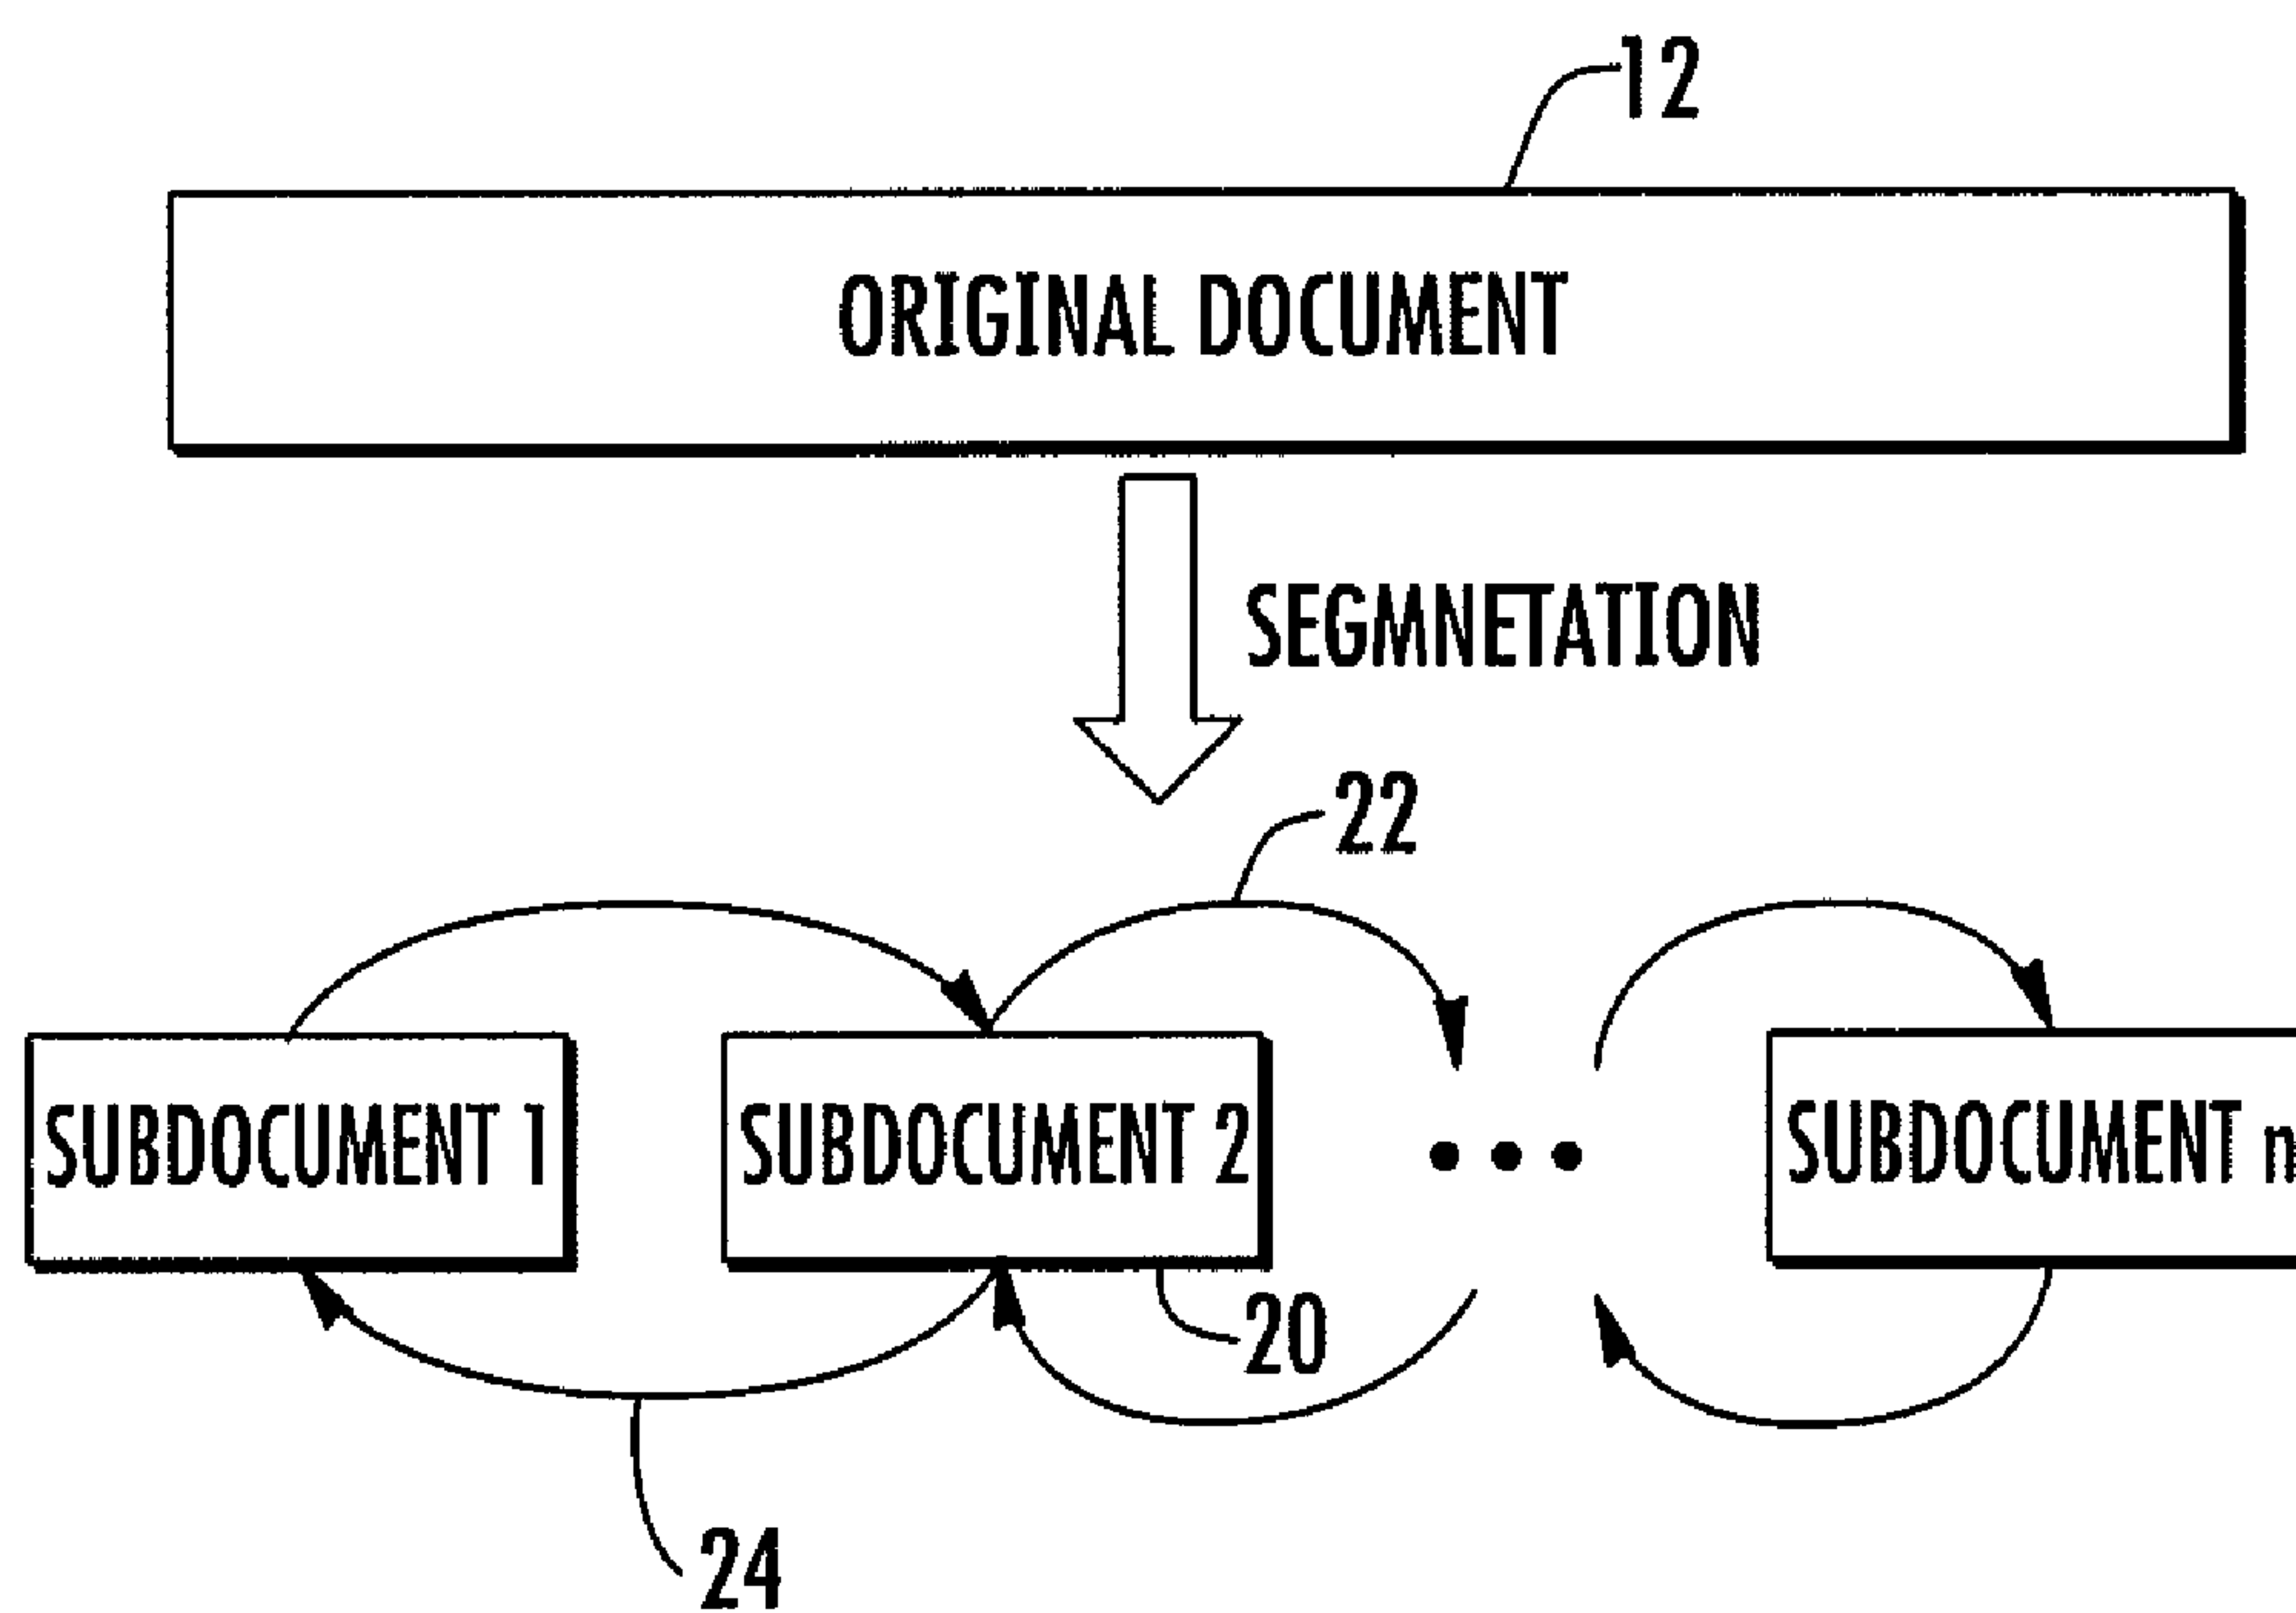 12
ORIGINAL DOCUMENT
SEGMNETATION
22
SUBDOCUMENT 1
SUBDOCUMENT 2
SUBDOCUMENT n
20
24